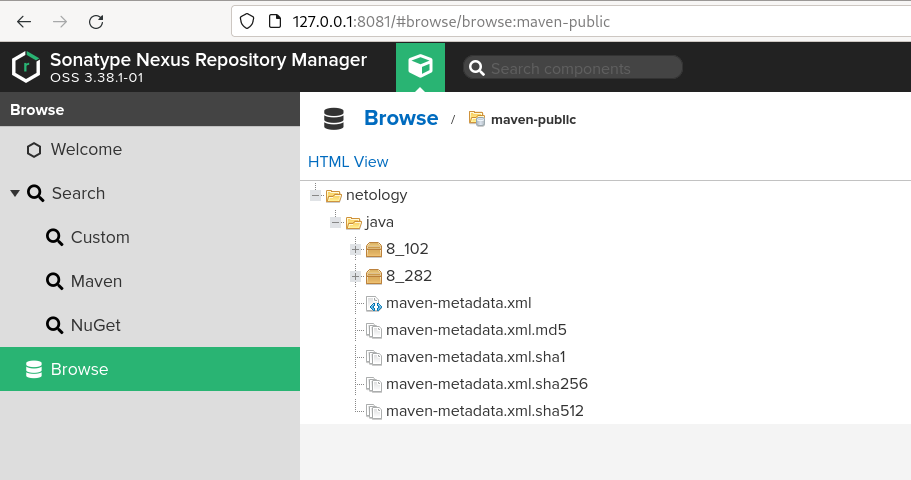 127.0.0.1:8081/#browse/browse:maven-public
Sonatype Nexus Repository Manager
OSS 3.38.1-01
Search components
Browse
Welcome
Search
Custom
Maven
NuGet
Browse
Browse / maven-public
HTML View
netology
java
8_102
8_282
maven-metadata.xml
maven-metadata.xml.md5
maven-metadata.xml.sha1
maven-metadata.xml.sha256
maven-metadata.xml.sha512